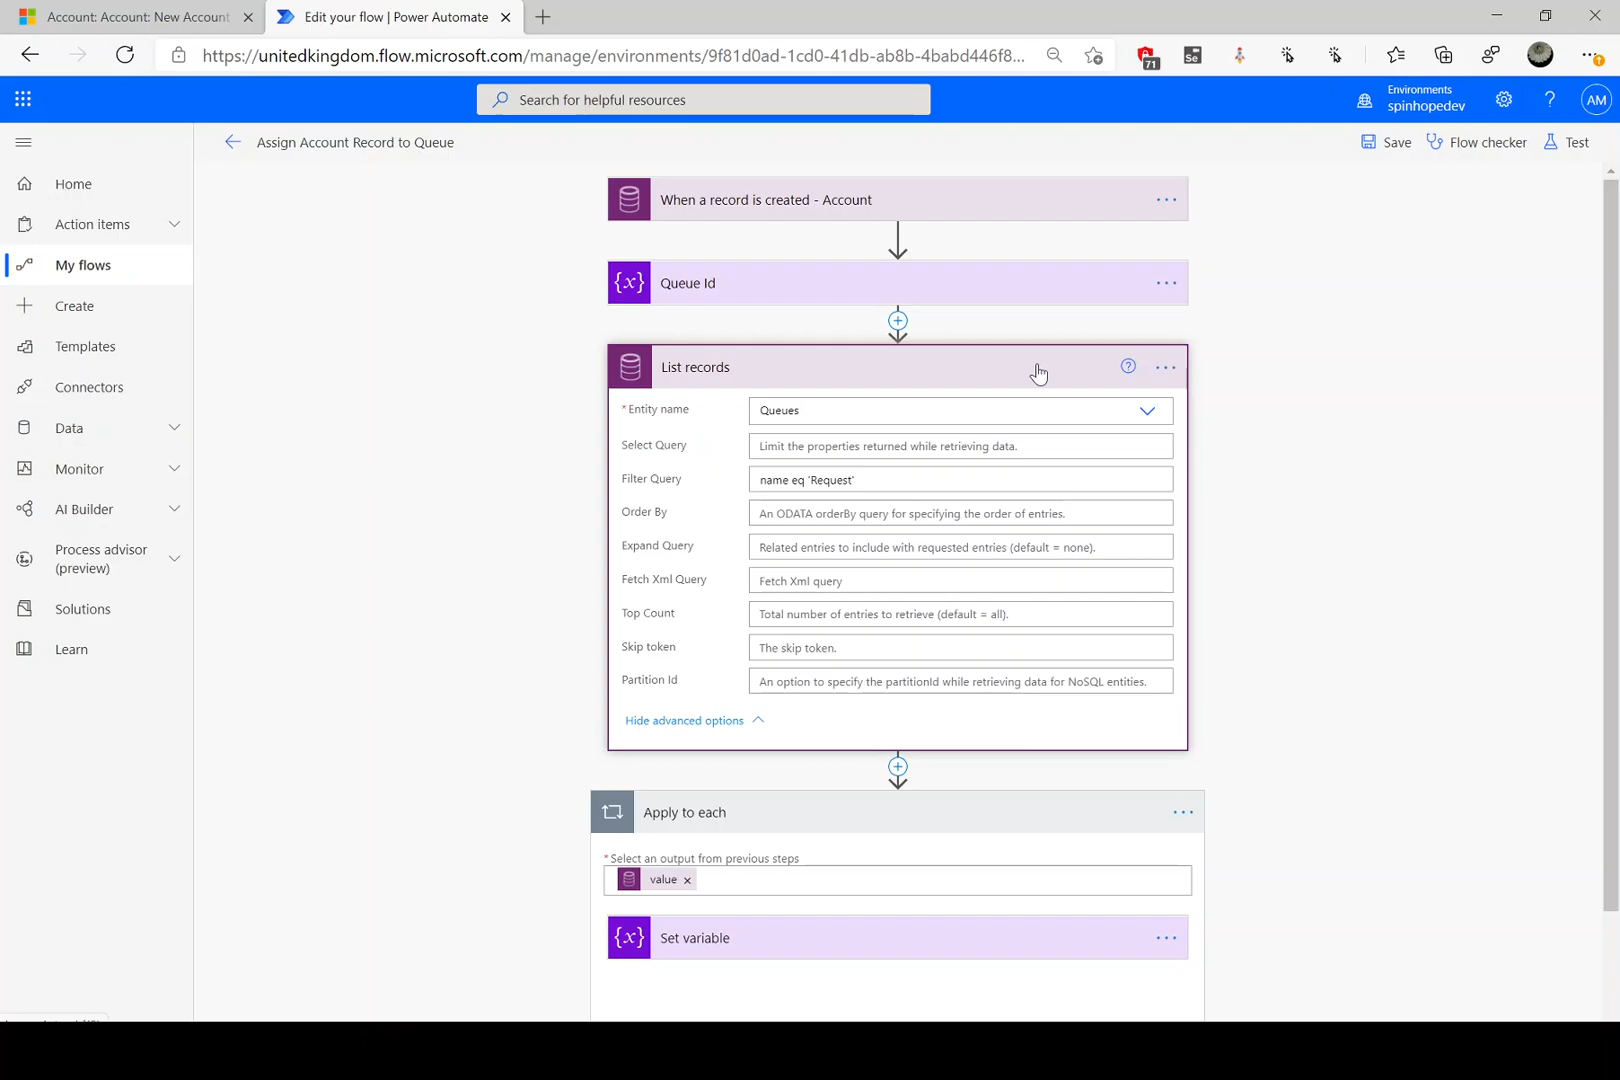 Account: Account: New Account
Edit your flow | Power Automate
https://unitedkingdom.flow.microsoft.com/manage/environments/9f81d0ad-1cd0-41db-ab8b-4babd446f8...
71
Se
Search for helpful resources
Environments
spinhopedev
?
AM
Assign Account Record to Queue
Save
Flow checker
Test
Home
Action items
My flows
Create
Templates
Connectors
Data
Monitor
AI Builder
Process advisor
(preview)
Solutions
Learn
When a record is created - Account
{x} Queue Id
List records
?
* Entity name
Queues
Select Query
Limit the properties returned while retrieving data.
Filter Query
name eq 'Request'
Order By
An ODATA orderBy query for specifying the order of entries.
Expand Query
Related entries to include with requested entries (default = none).
Fetch Xml Query
Fetch Xml query
Top Count
Total number of entries to retrieve (default = all).
Skip token
The skip token.
Partition Id
An option to specify the partitionId while retrieving data for NoSQL entities.
Hide advanced options
Apply to each
* Select an output from previous steps
value
{x} Set variable